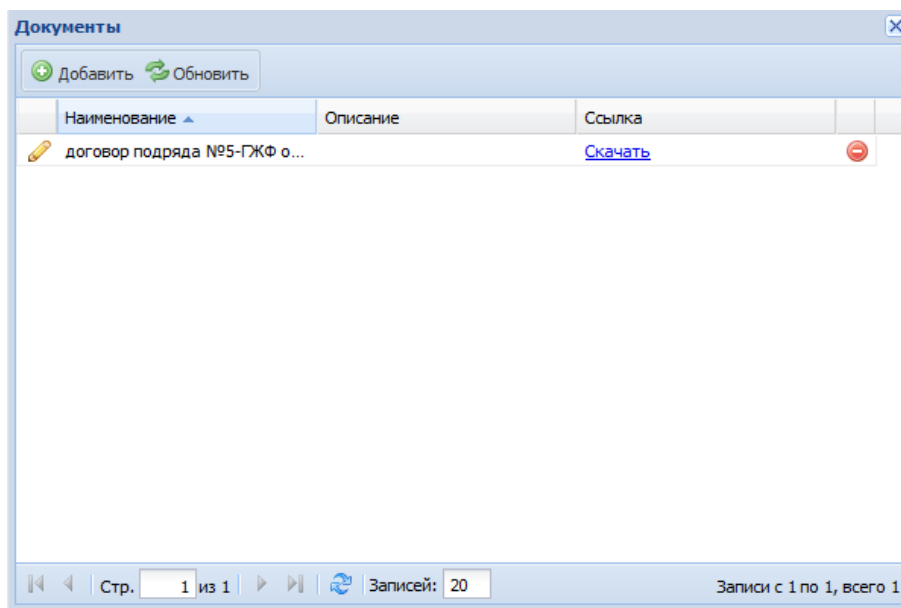 Документы
Добавить Обновить
Наименование Описание Ссылка
договор подряда №5-ГЖФ о... Скачать
Стр. 1 из 1 Записей: 20 Записи с 1 по 1, всего 1